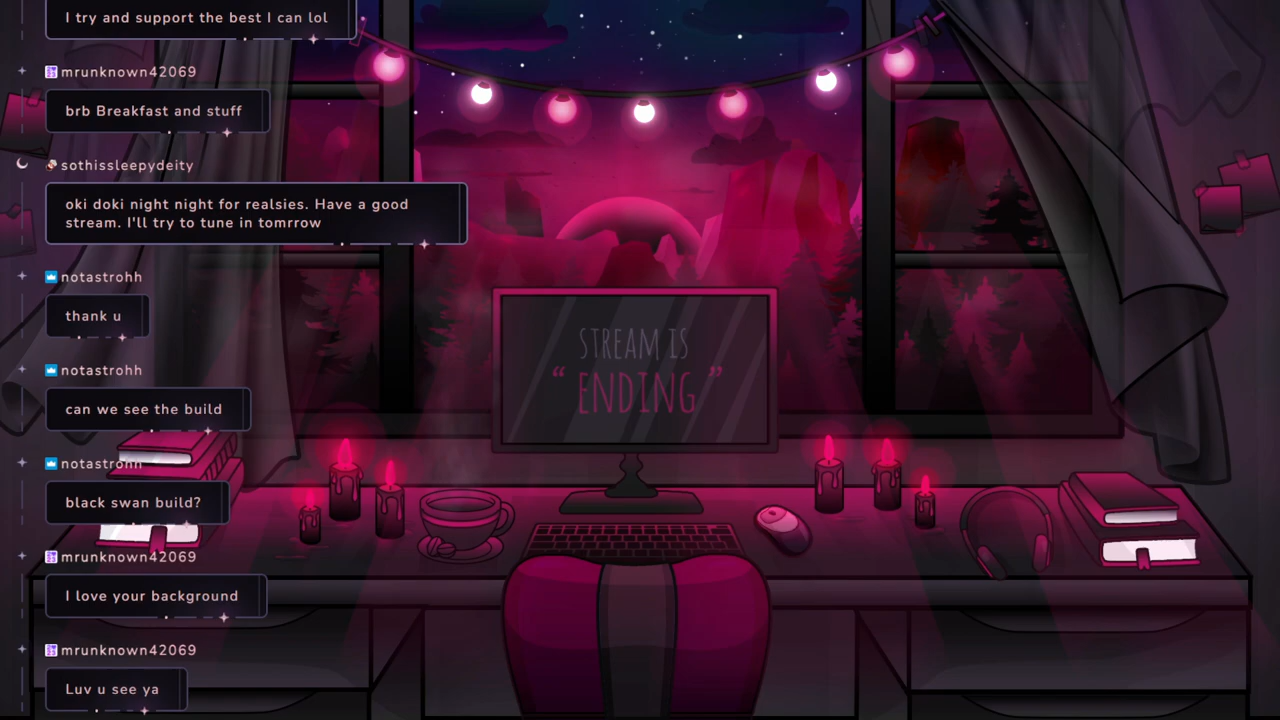 I try and support the best I can lol
mrunknown42069
brb Breakfast and stuff
sothissleepydeity
oki doki night night for realsies. Have a good
stream. I'll try to tune in tomrrow
notastrohh
thank u
notastrohh
can we see the build
notastrohh
black swan build?
mrunknown42069
I love your background
mrunknown42069
Luv u see ya
STREAM IS
“ ENDING ”